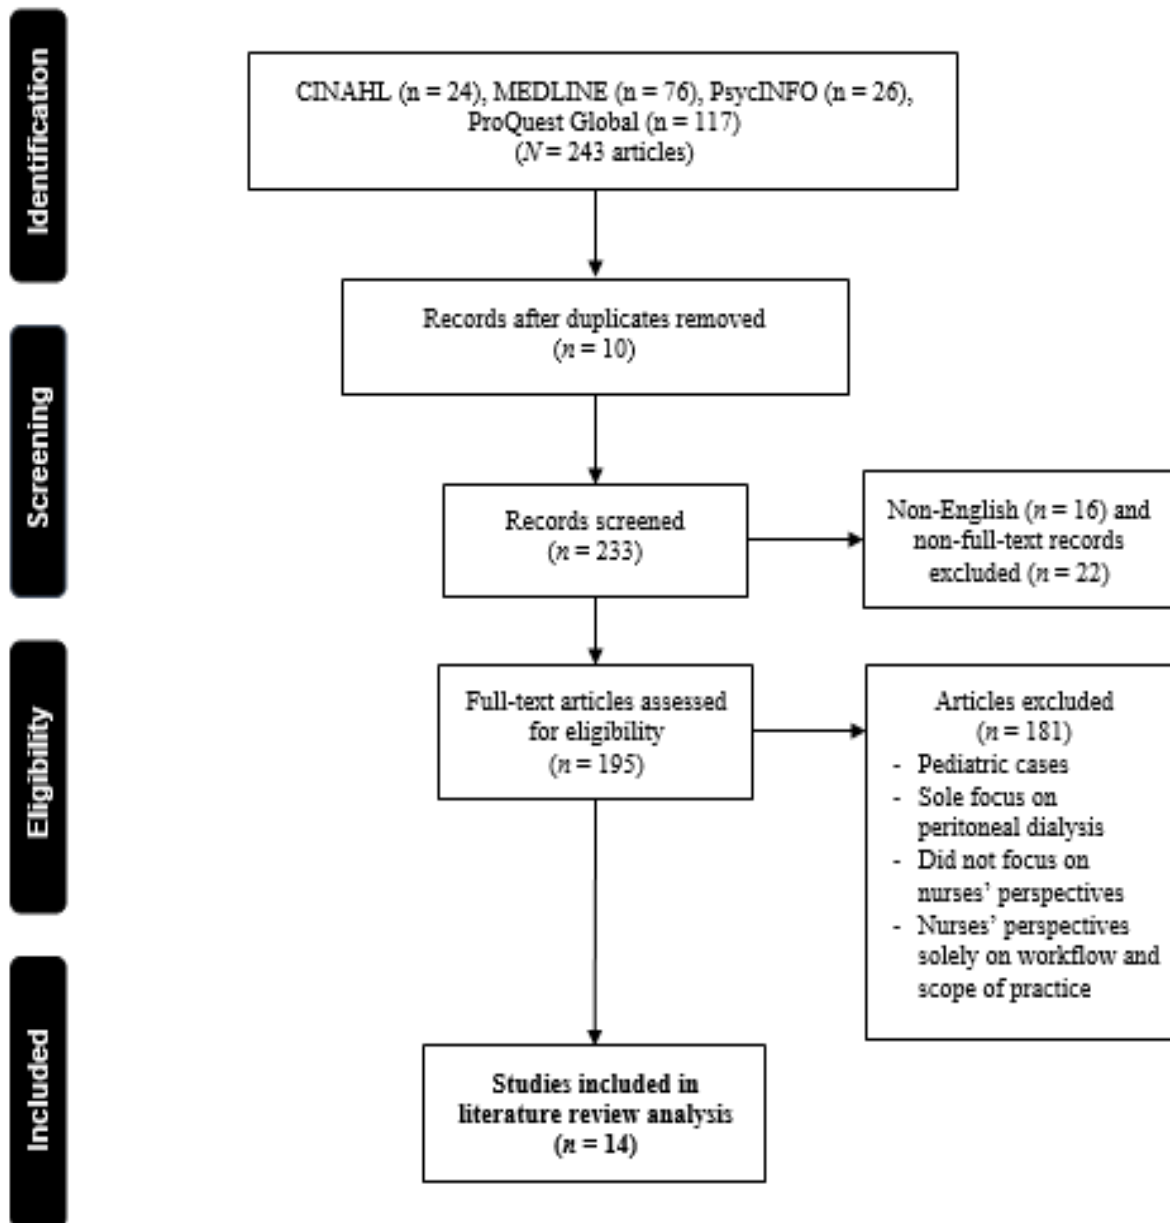 Identification
CINAHL (n = 24), MEDLINE (n = 76), PsycINFO (n = 26),
ProQuest Global (n = 117)
(N = 243 articles)
Records after duplicates removed
(n = 10)
Screening
Records screened
(n = 233)
Non-English (n = 16) and
non-full-text records
excluded (n = 22)
Eligibility
Full-text articles assessed
for eligibility
(n = 195)
Articles excluded
(n = 181)
- Pediatric cases
- Sole focus on
peritoneal dialysis
- Did not focus on
nurses’ perspectives
- Nurses’ perspectives
solely on workflow and
scope of practice
Included
Studies included in
literature review analysis
(n = 14)